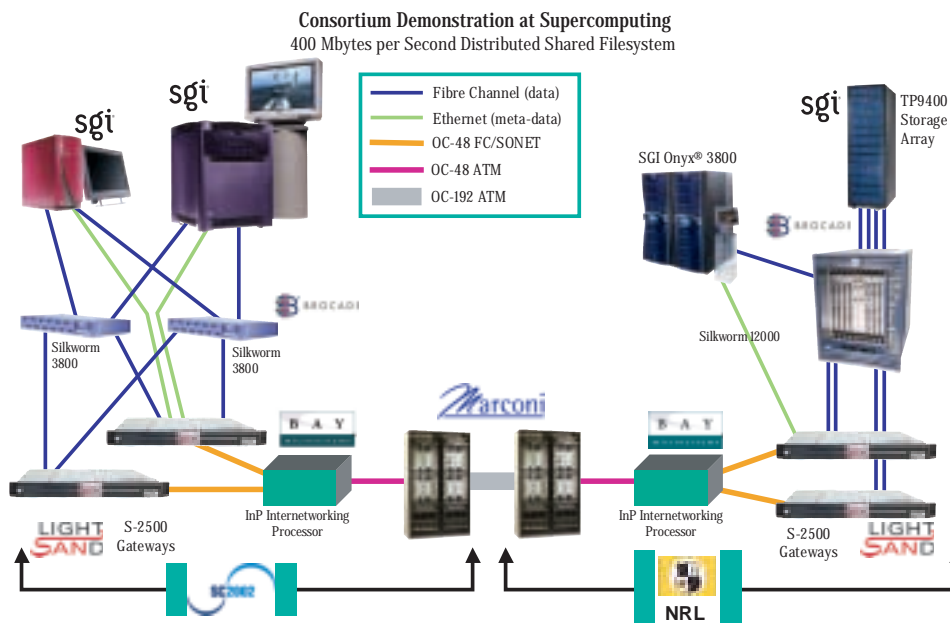 Consortium Demonstration at Supercomputing
400 Mbytes per Second Distributed Shared Filesystem
sgi
sgi
Fibre Channel (data)
Ethernet (meta-data)
OC-48 FC/SONET
OC-48 ATM
OC-192 ATM
sgi
TP9400
Storage
Array
SGI Onyx® 3800
BROCADE
BROCADE
Silkworm
3800
Silkworm
3800
Silkworm 12000
Marconi
BAY
BAY
InP Internetworking
Processor
InP Internetworking
Processor
LIGHT
SAND
S-2500
Gateways
S-2500
Gateways
LIGHT
SAND
SC2002
NRL